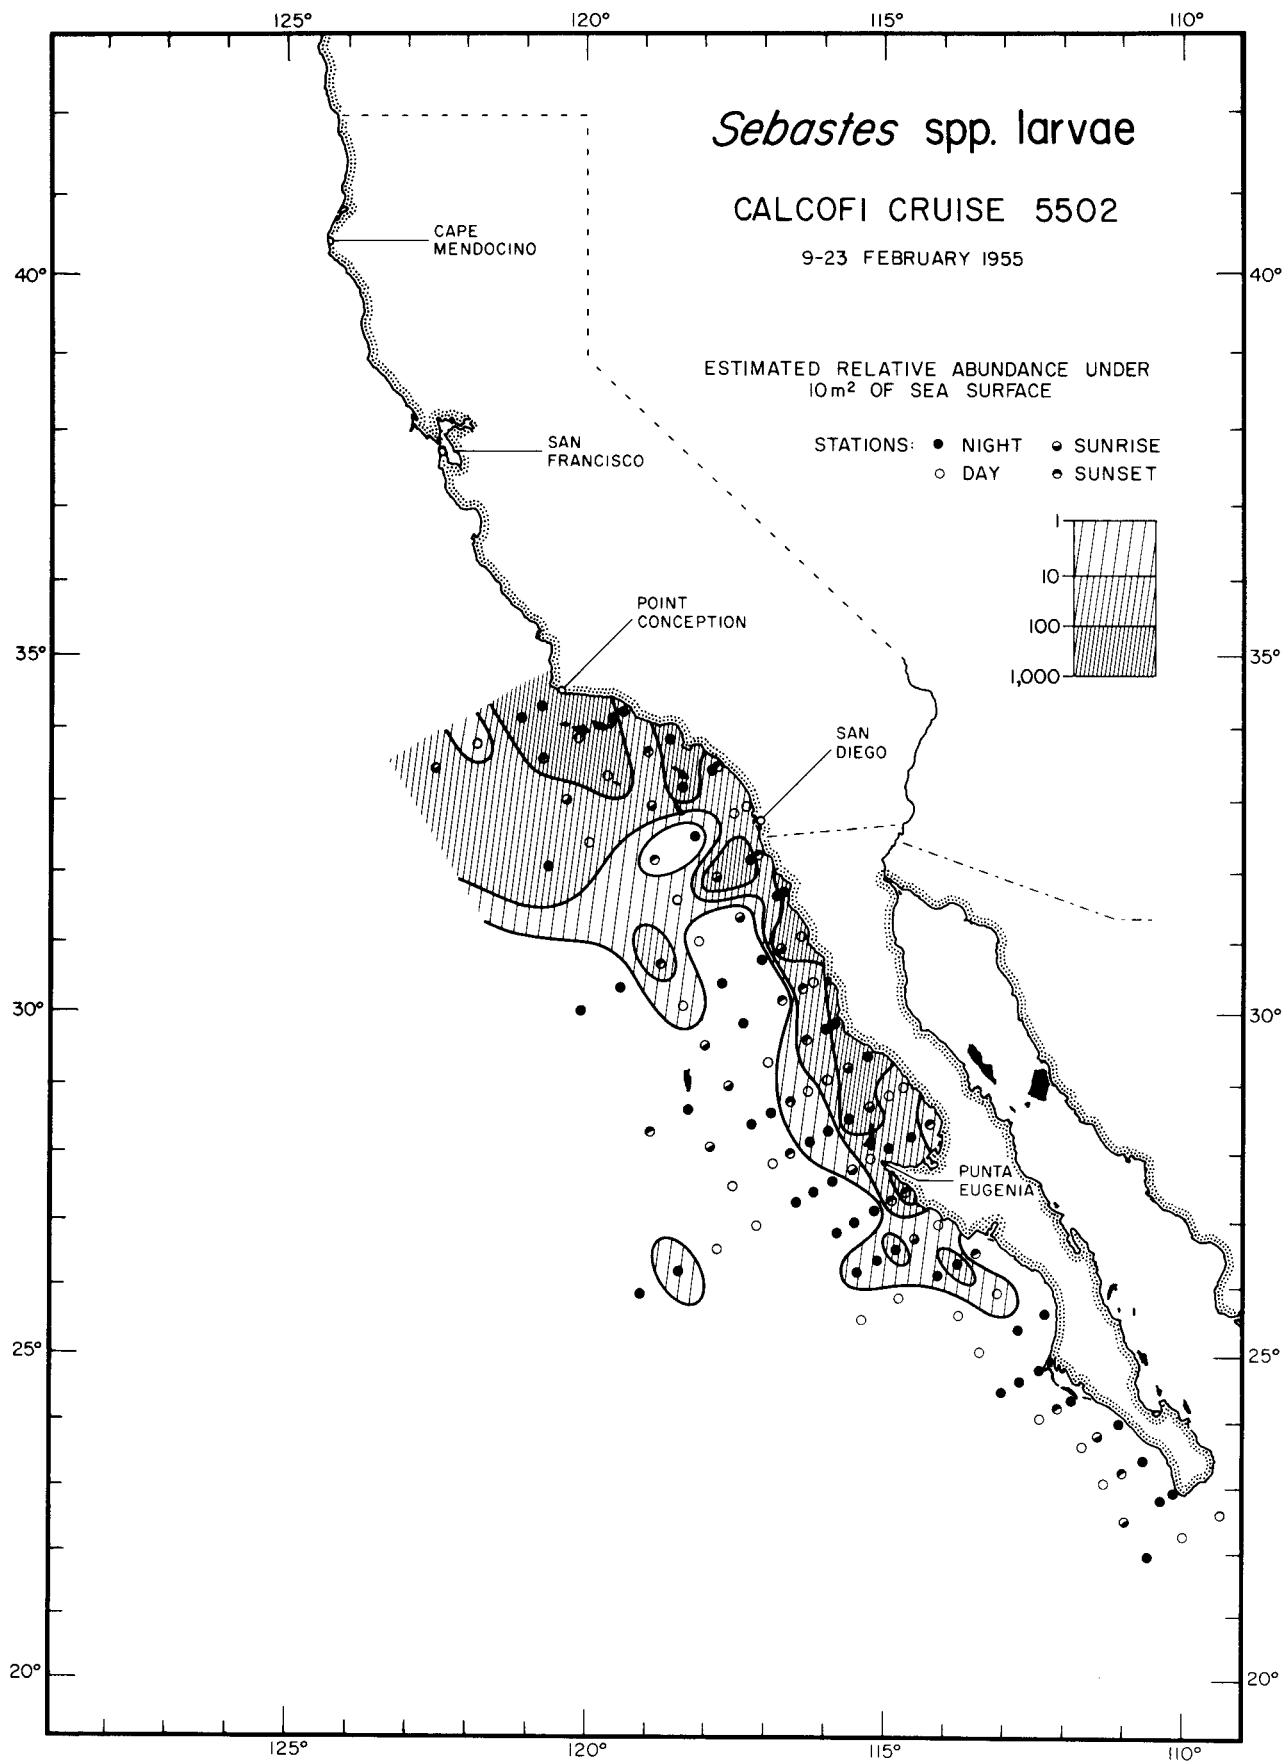 125° 120° 115° 110°
Sebastes spp. larvae
CALCOFI CRUISE 5502
9-23 FEBRUARY 1955
CAPE
MENDOCINO
40° 40°
ESTIMATED RELATIVE ABUNDANCE UNDER
10m² OF SEA SURFACE
STATIONS: ● NIGHT ◒ SUNRISE
○ DAY ◓ SUNSET
SAN
FRANCISCO
1
10
100
1,000
POINT
CONCEPTION
35° 35°
SAN
DIEGO
30° 30°
PUNTA
EUGENIA
25° 25°
20° 20°
125° 120° 115° 110°